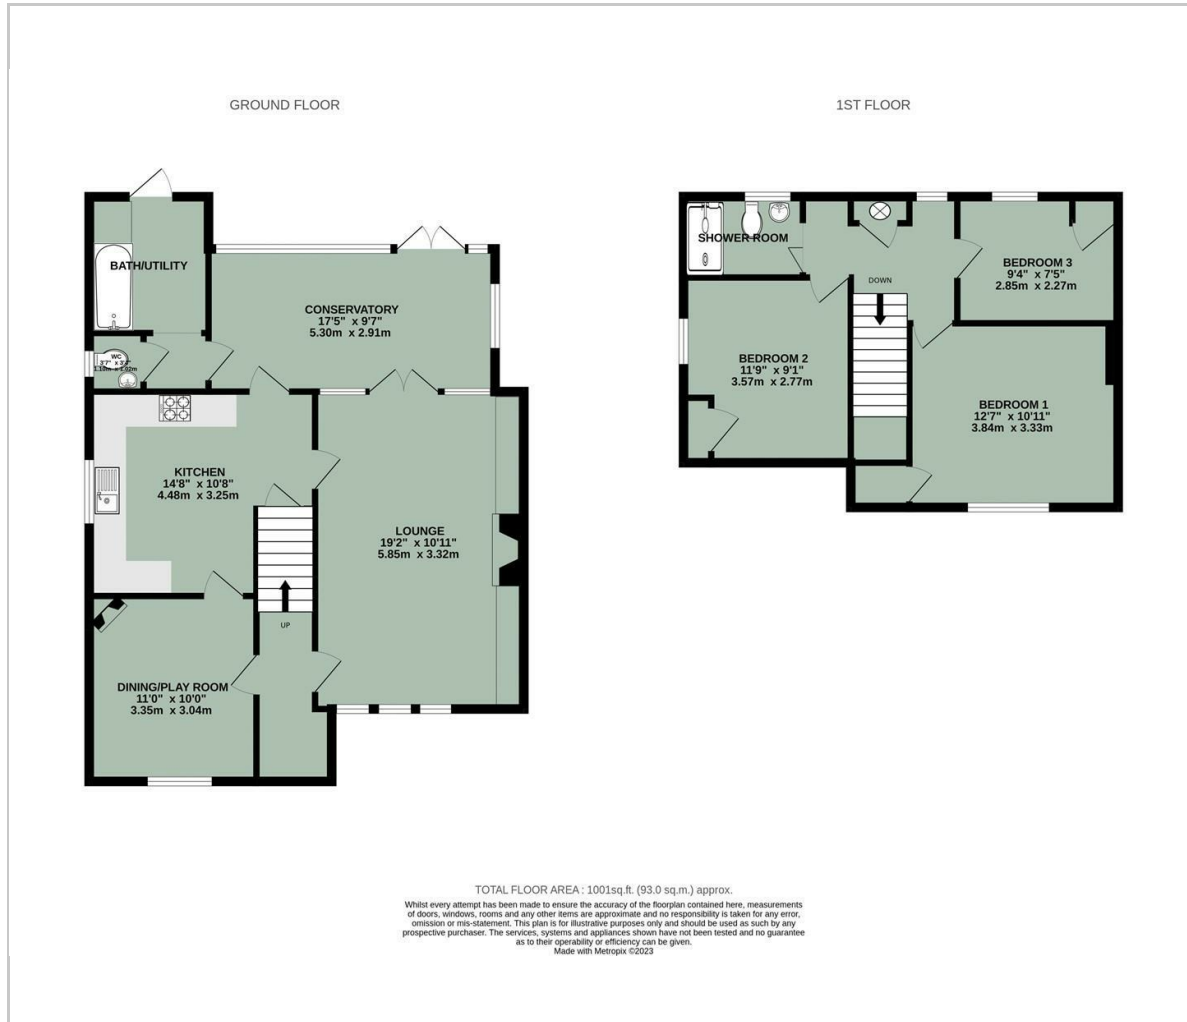 GROUND FLOOR
BATH/UTILITY
CONSERVATORY
17'5" x 9'7"
5.30m x 2.91m
WC
KITCHEN
14'8" x 10'8"
4.48m x 3.25m
LOUNGE
19'2" x 10'11"
5.85m x 3.32m
UP
DINING/PLAY ROOM
11'0" x 10'0"
3.35m x 3.04m
1ST FLOOR
SHOWER ROOM
DOWN
BEDROOM 3
9'4" x 7'5"
2.85m x 2.27m
BEDROOM 2
11'9" x 9'1"
3.57m x 2.77m
BEDROOM 1
12'7" x 10'11"
3.84m x 3.33m
TOTAL FLOOR AREA : 1001sq.ft. (93.0 sq.m.) approx.
Whilst every attempt has been made to ensure the accuracy of the floorplan contained here, measurements
of doors, windows, rooms and any other items are approximate and no responsibility is taken for any error,
omission or mis-statement. This plan is for illustrative purposes only and should be used as such by any
prospective purchaser. The services, systems and appliances shown have not been tested and no guarantee
as to their operability or efficiency can be given.
Made with Metropix ©2023